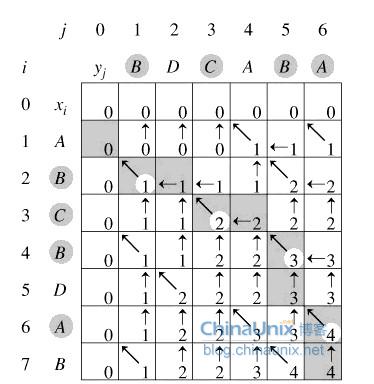 j 0 1 2 3 4 5 6
i yj B D C A B A
0 xi 0 0 0 0 0 0 0
1 A 0 ↑0 ↑0 ↑0 ↖1 ←1 ↖1
2 B 0 ↖1 ←1 ←1 ↑1 ↖2 ←2
3 C 0 ↑1 ↑1 ↖2 ←2 ↑2 ↑2
4 B 0 ↖1 ↑1 ↑2 ↑2 ↖3 ←3
5 D 0 ↑1 ↖2 ↑2 ↑2 ↑3 ↑3
6 A 0 ↑1 ↑2 ↑2 ↖3 ↑3 ↖4
ChinaUnix 博客
blog.chinaunix.net
7 B 0 ↖1 ↑2 ↑2 ↑3 ↖4 ↑4